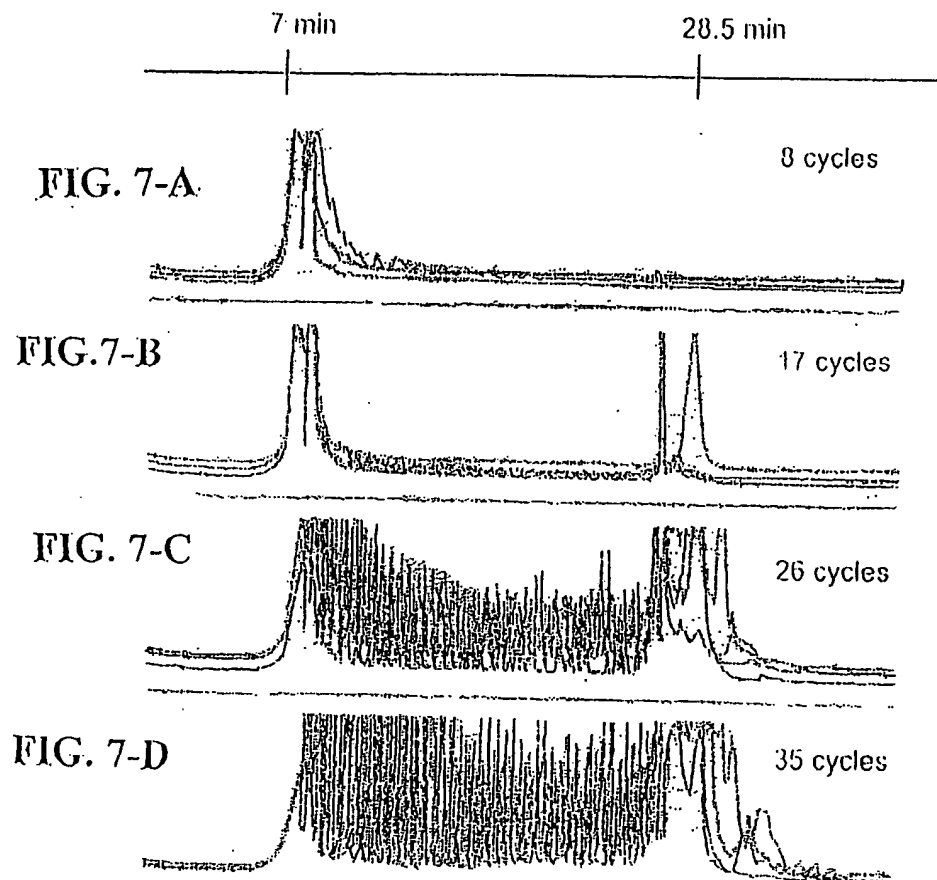 7 min 28.5 min
FIG. 7-A
8 cycles
FIG.7-B
17 cycles
FIG. 7-C
26 cycles
FIG. 7-D
35 cycles